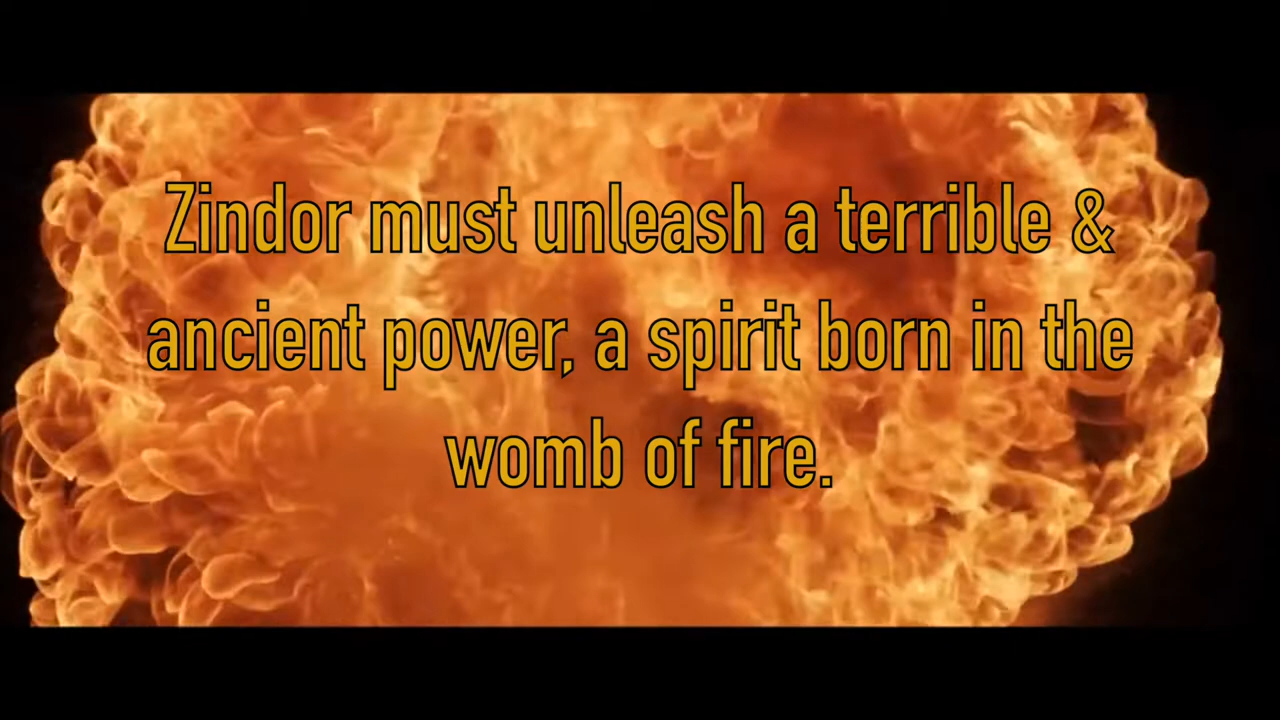 Zindor must unleash a terrible &
ancient power, a spirit born in the
womb of fire.